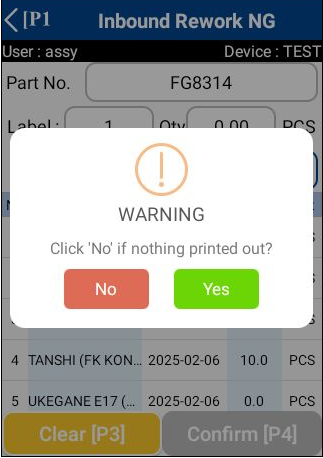 [P1
Inbound Rework NG
User : assy
Device : TEST
Part No.
FG8314
Label :
1
Qty
0.00
PCS
WARNING
Click 'No' if nothing printed out?
No
Yes
4 TANSHI (FK KON... 2025-02-06 10.0 PCS
5 UKEGANE E17 (... 2025-02-06 0.0 PCS
Clear [P3]
Confirm [P4]